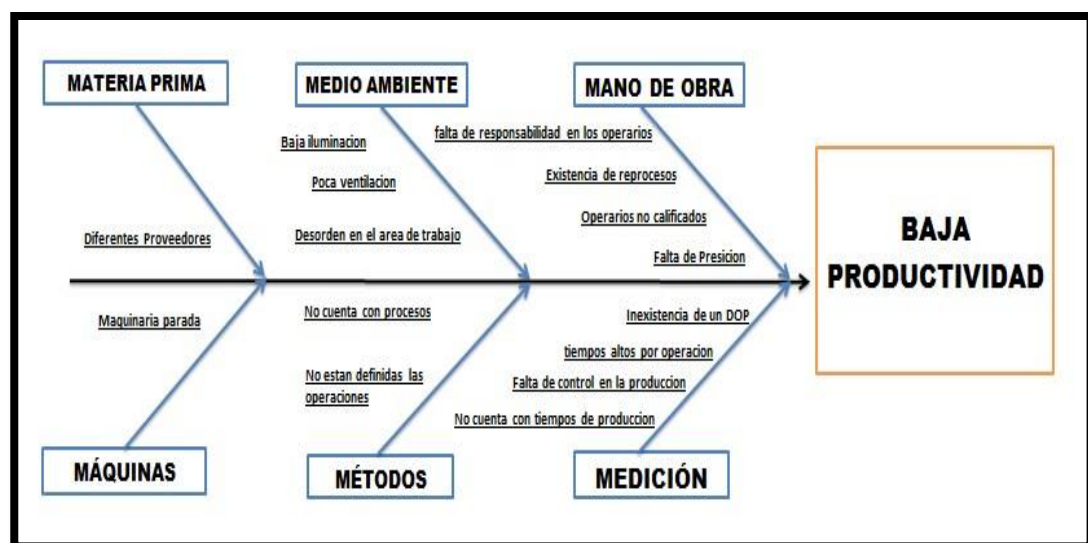 MATERIA PRIMA
MEDIO AMBIENTE
MANO DE OBRA
Baja iluminacion
Poca ventilacion
Desorden en el area de trabajo
falta de responsabilidad en los operarios
Existencia de reprocesos
Operarios no calificados
Falta de Presicion
Diferentes Proveedores
BAJA
PRODUCTIVIDAD
Maquinaria parada
No cuenta con procesos
No estan definidas las
operaciones
Inexistencia de un DOP
tiempos altos por operacion
Falta de control en la produccion
No cuenta con tiempos de produccion
MÁQUINAS
MÉTODOS
MEDICIÓN